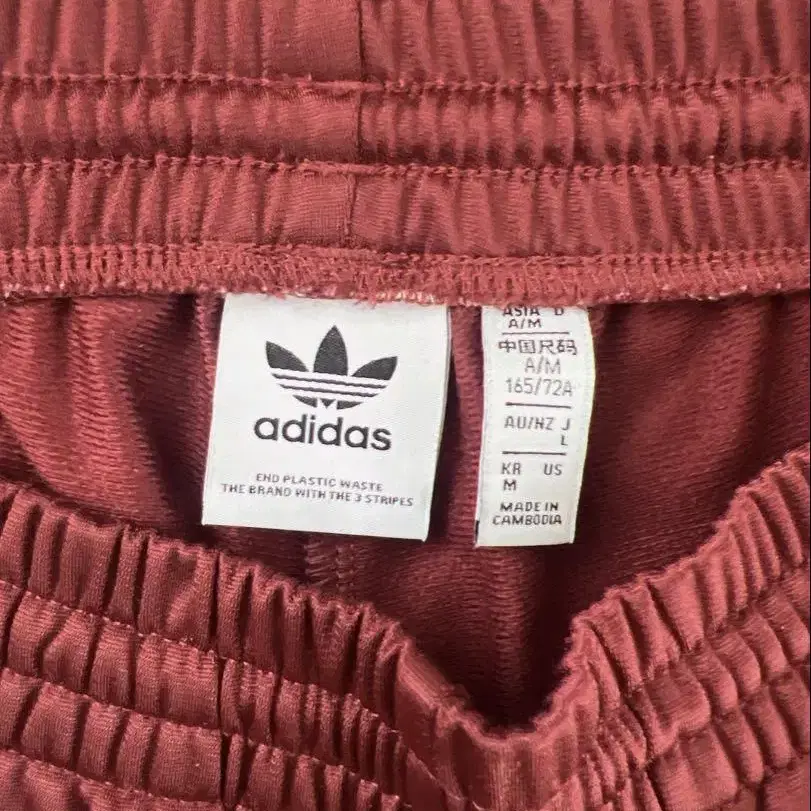 adidas
END PLASTIC WASTE
THE BRAND WITH THE 3 STRIPES
ASIA D
A/M
中国尺码
A/M
165/72A
AU/NZ J
L
KR US
M
MADE IN
CAMBODIA